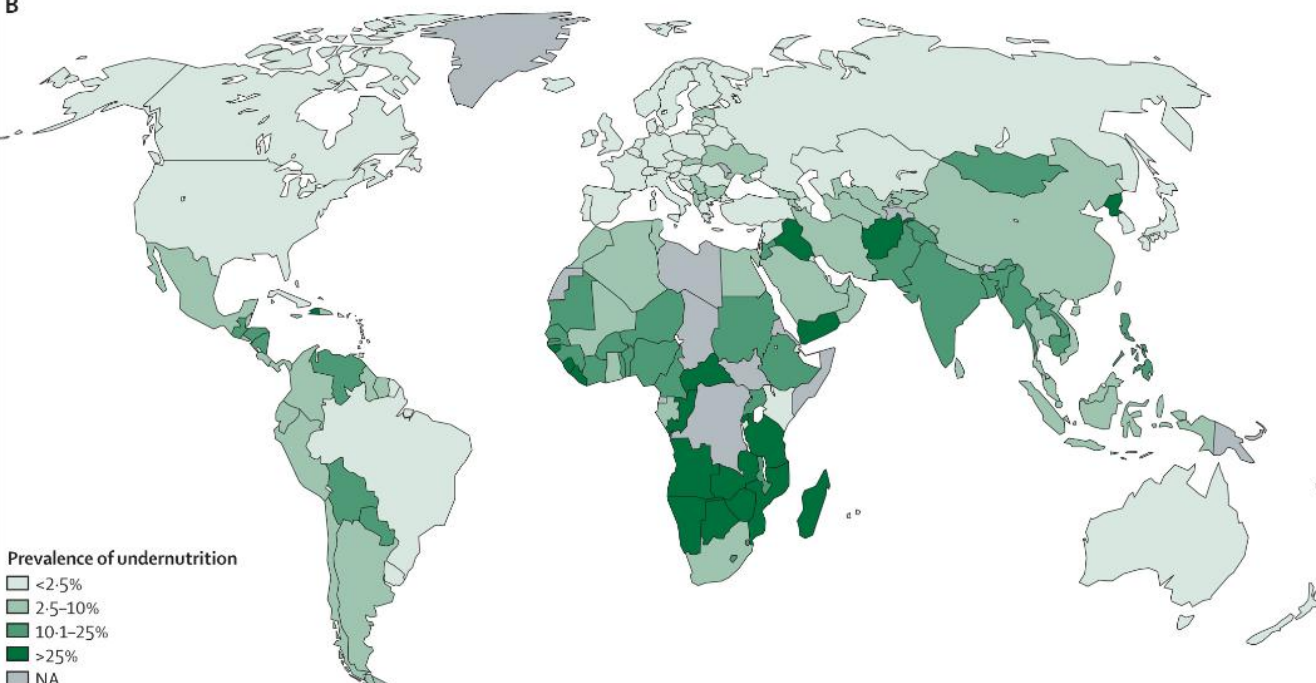 B
Prevalence of undernutrition
<2·5%
2·5–10%
10·1–25%
>25%
NA